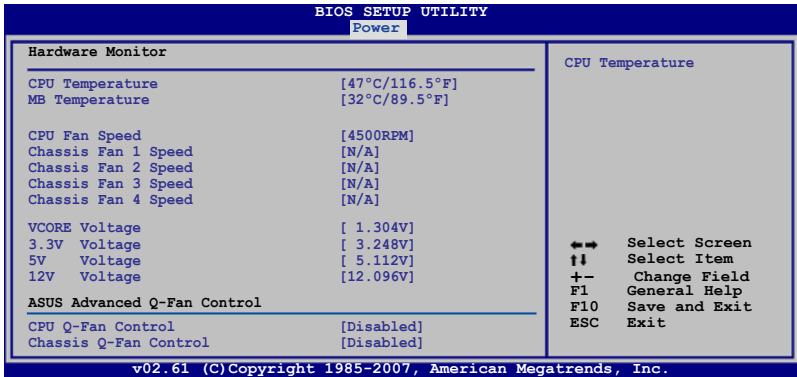 BIOS SETUP UTILITY
Power
Hardware Monitor
CPU Temperature [47°C/116.5°F]
MB Temperature [32°C/89.5°F]
CPU Fan Speed [4500RPM]
Chassis Fan 1 Speed [N/A]
Chassis Fan 2 Speed [N/A]
Chassis Fan 3 Speed [N/A]
Chassis Fan 4 Speed [N/A]
VCORE Voltage [ 1.304V]
3.3V Voltage [ 3.248V]
5V Voltage [ 5.112V]
12V Voltage [12.096V]
ASUS Advanced Q-Fan Control
CPU Q-Fan Control [Disabled]
Chassis Q-Fan Control [Disabled]
CPU Temperature
←→ Select Screen
↑↓ Select Item
+- Change Field
F1 General Help
F10 Save and Exit
ESC Exit
v02.61 (C)Copyright 1985-2007, American Megatrends, Inc.